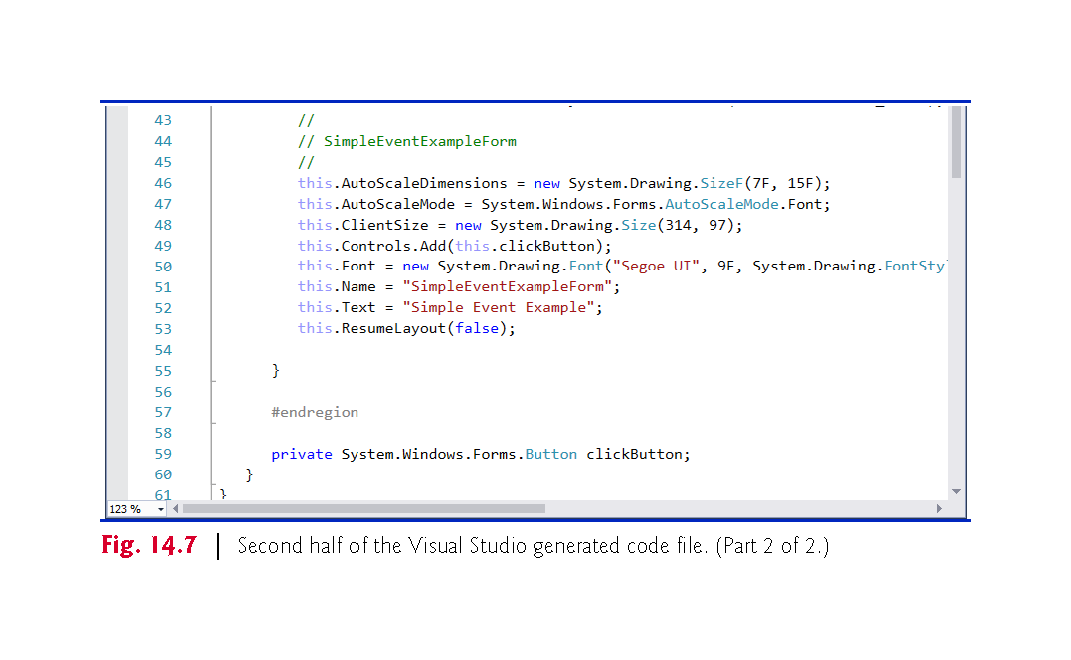 43 //
44 // SimpleEventExampleForm
45 //
46 this.AutoScaleDimensions = new System.Drawing.SizeF(7F, 15F);
47 this.AutoScaleMode = System.Windows.Forms.AutoScaleMode.Font;
48 this.ClientSize = new System.Drawing.Size(314, 97);
49 this.Controls.Add(this.clickButton);
50 this.Font = new System.Drawing.Font("Segoe UI", 9F, System.Drawing.FontSty
51 this.Name = "SimpleEventExampleForm";
52 this.Text = "Simple Event Example";
53 this.ResumeLayout(false);
54
55 }
56
57 #endregion
58
59 private System.Windows.Forms.Button clickButton;
60 }
61 }
123 %
Fig. 14.7 | Second half of the Visual Studio generated code file. (Part 2 of 2.)